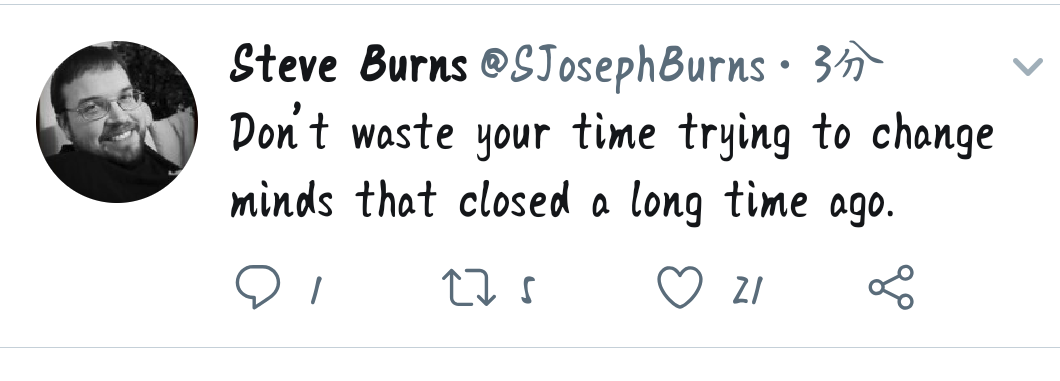 Steve Burns @SJosephBurns · 3分
Don't waste your time trying to change
minds that closed a long time ago.
1 5 21